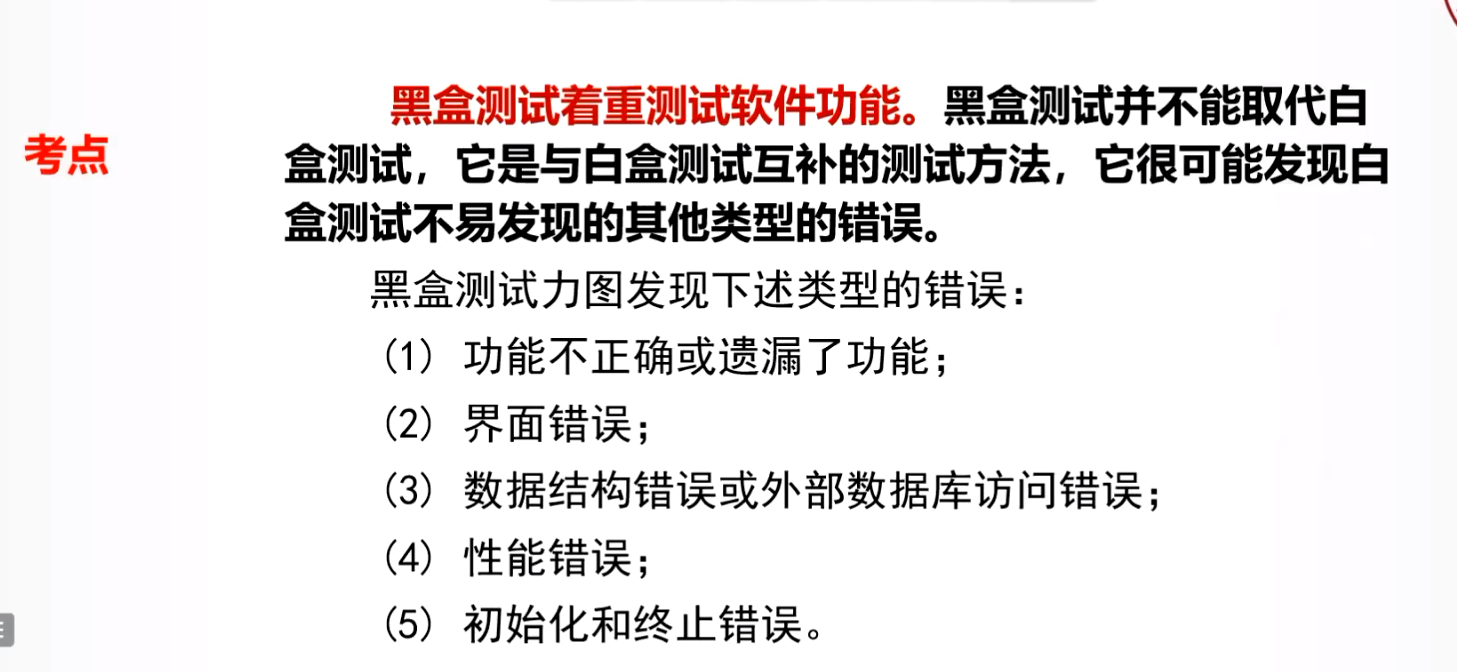 考点
黑盒测试着重测试软件功能。黑盒测试并不能取代白
盒测试，它是与白盒测试互补的测试方法，它很可能发现白
盒测试不易发现的其他类型的错误。
黑盒测试力图发现下述类型的错误：
（1） 功能不正确或遗漏了功能；
（2） 界面错误；
（3） 数据结构错误或外部数据库访问错误；
（4） 性能错误；
（5） 初始化和终止错误。